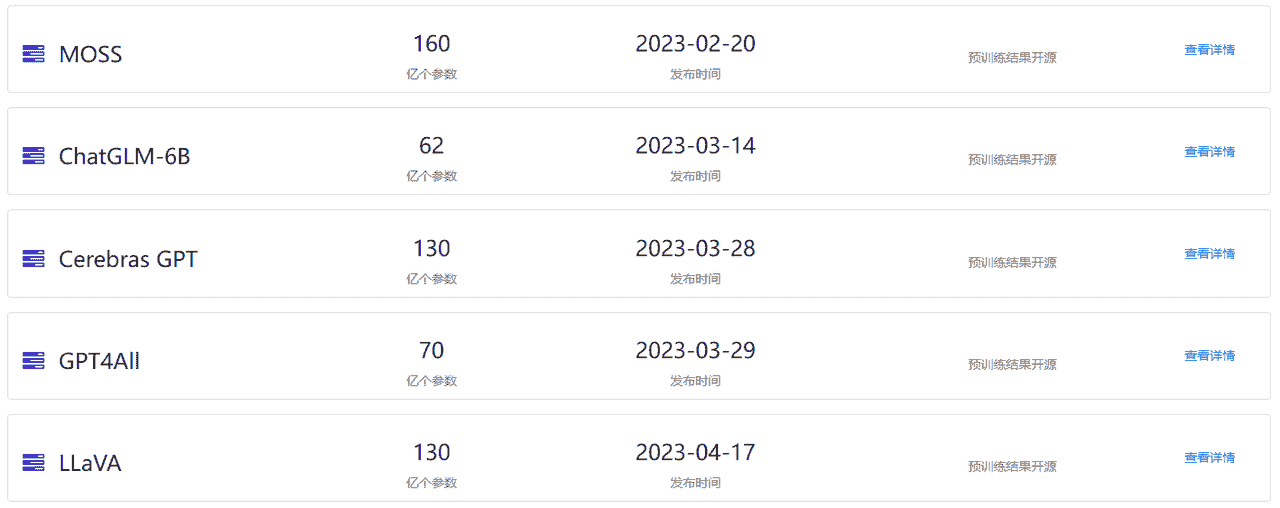 MOSS
160
亿个参数
2023-02-20
发布时间
预训练结果开源
查看详情
ChatGLM-6B
62
亿个参数
2023-03-14
发布时间
预训练结果开源
查看详情
Cerebras GPT
130
亿个参数
2023-03-28
发布时间
预训练结果开源
查看详情
GPT4All
70
亿个参数
2023-03-29
发布时间
预训练结果开源
查看详情
LLaVA
130
亿个参数
2023-04-17
发布时间
预训练结果开源
查看详情